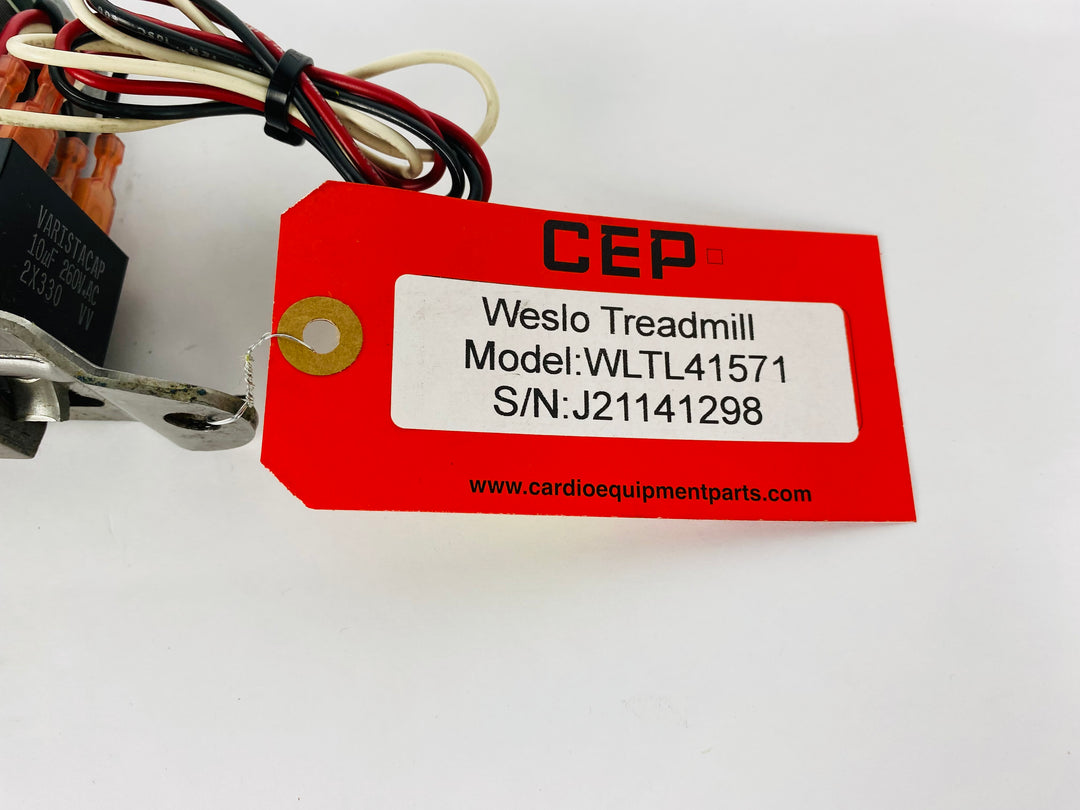 VARISTACAP
10uF 260VAC
2X330 VV
CEP
Weslo Treadmill
Model:WLTL41571
S/N:J21141298
www.cardioequipmentparts.com